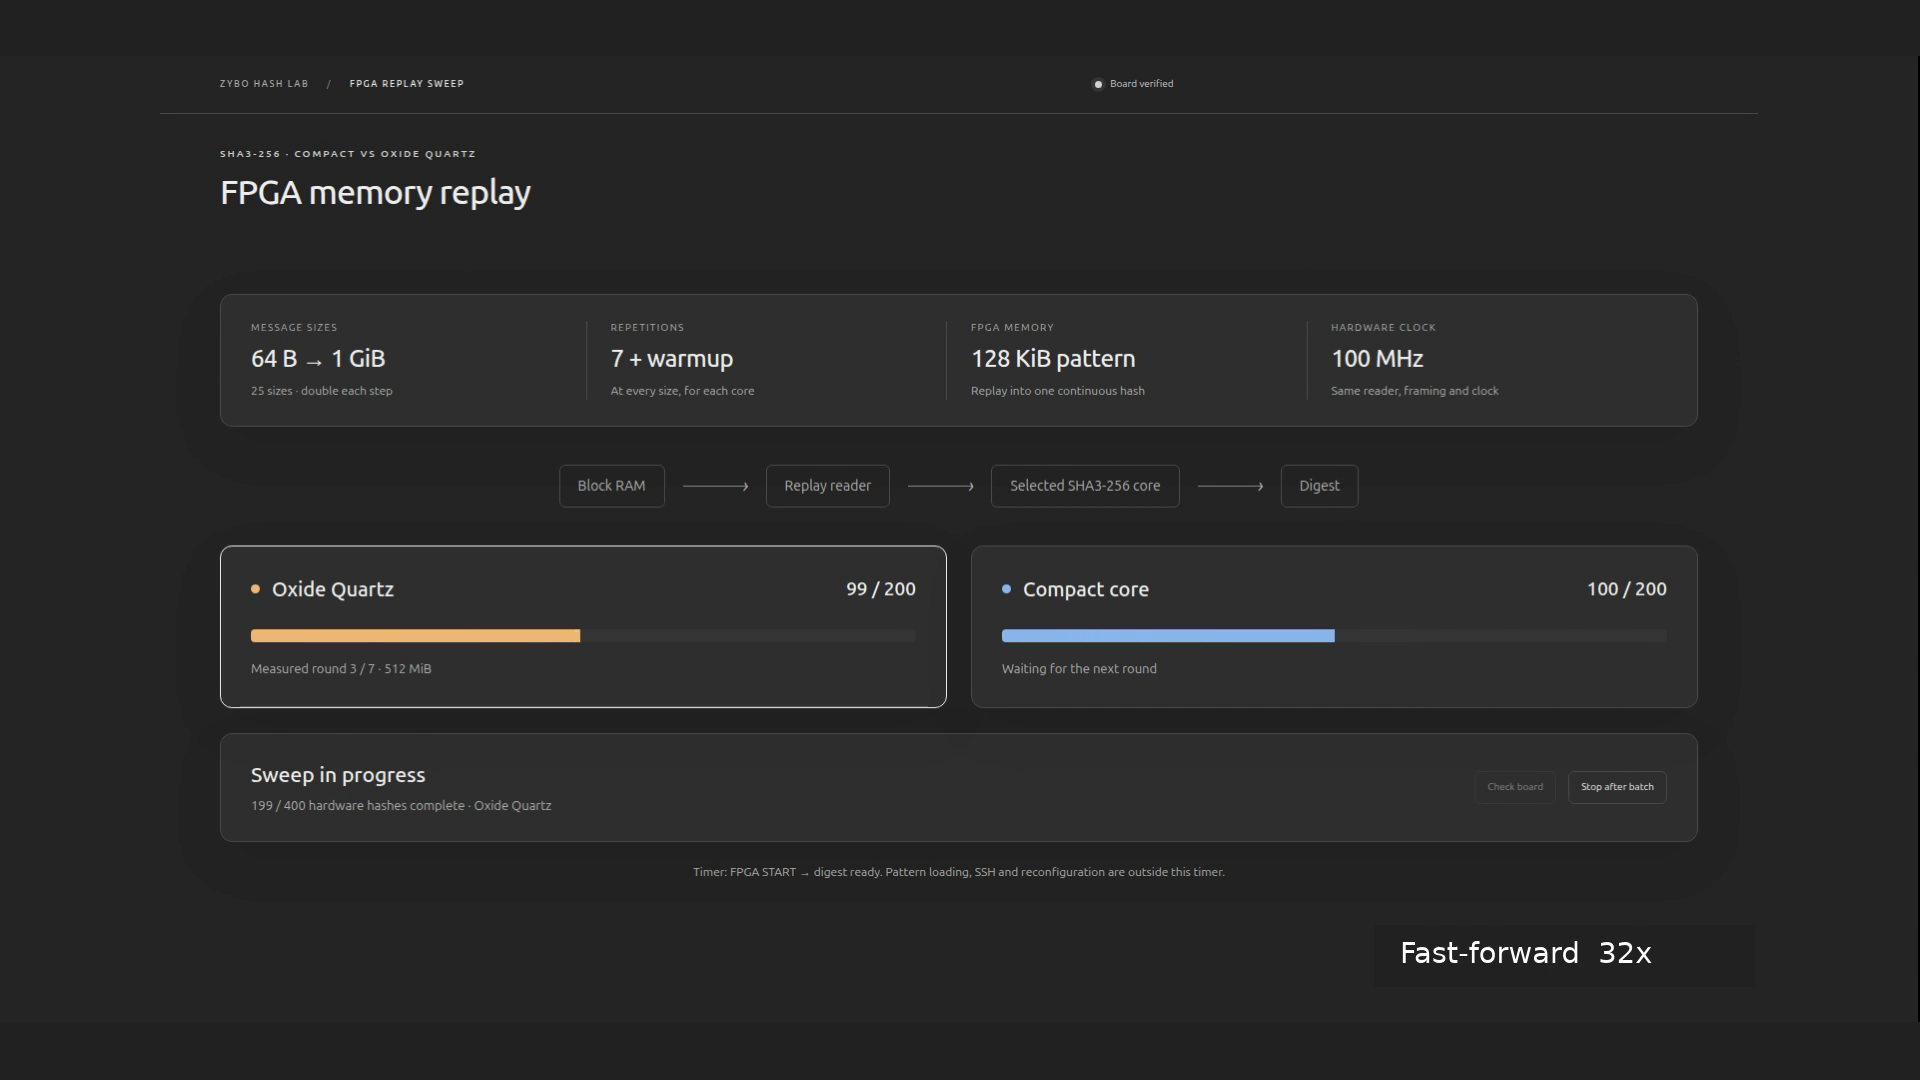 ZYBO HASH LAB / FPGA REPLAY SWEEP
Board verified
SHA3-256 · COMPACT VS OXIDE QUARTZ
FPGA memory replay
MESSAGE SIZES
64 B → 1 GiB
25 sizes · double each step
REPETITIONS
7 + warmup
At every size, for each core
FPGA MEMORY
128 KiB pattern
Replay into one continuous hash
HARDWARE CLOCK
100 MHz
Same reader, framing and clock
Block RAM → Replay reader → Selected SHA3-256 core → Digest
Oxide Quartz 99 / 200
Measured round 3 / 7 · 512 MiB
Compact core 100 / 200
Waiting for the next round
Sweep in progress
199 / 400 hardware hashes complete · Oxide Quartz
Check board
Stop after batch
Timer: FPGA START → digest ready. Pattern loading, SSH and reconfiguration are outside this timer.
Fast-forward 32x